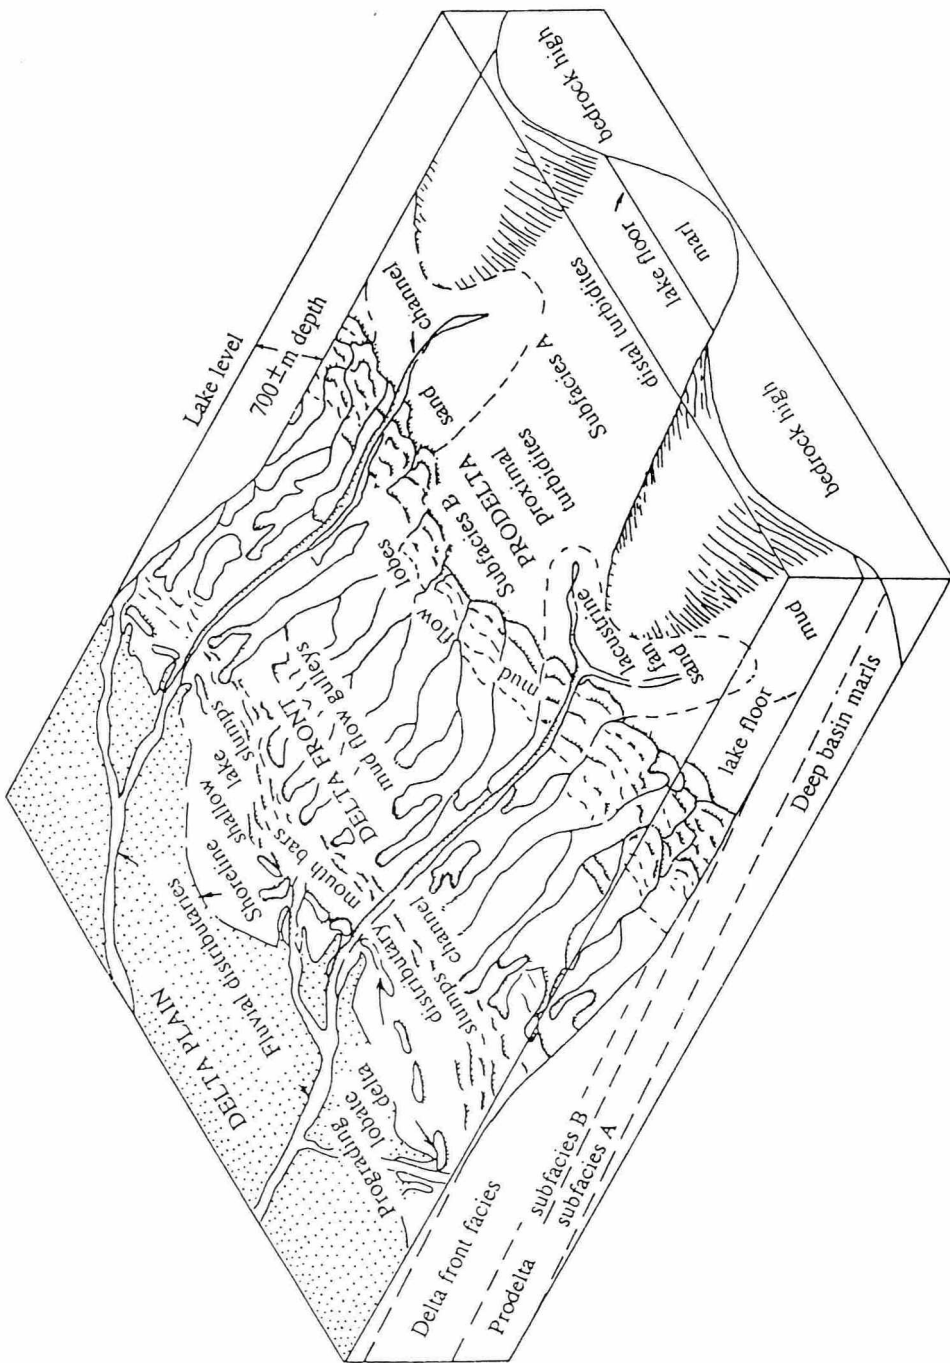 Lake level
700 ± m depth
bedrock high
channel
lake floor
marl
sand
Subfacies A
distal turbidites
bedrock high
PRODELTA
Subfacies B
proximal
turbidites
lobes
flow
mud
lacustrine
fan
sand
mud
lake floor
Deep basin marls
DELTA PLAIN
Fluvial distributaries
Shoreline
shallow
lake
slumps
mouth bars
DELTA FRONT
mud flow gulleys
distributary
channel
slumps
Prograding
lobate
delta
Delta front facies
Prodelta
subfacies B
subfacies A